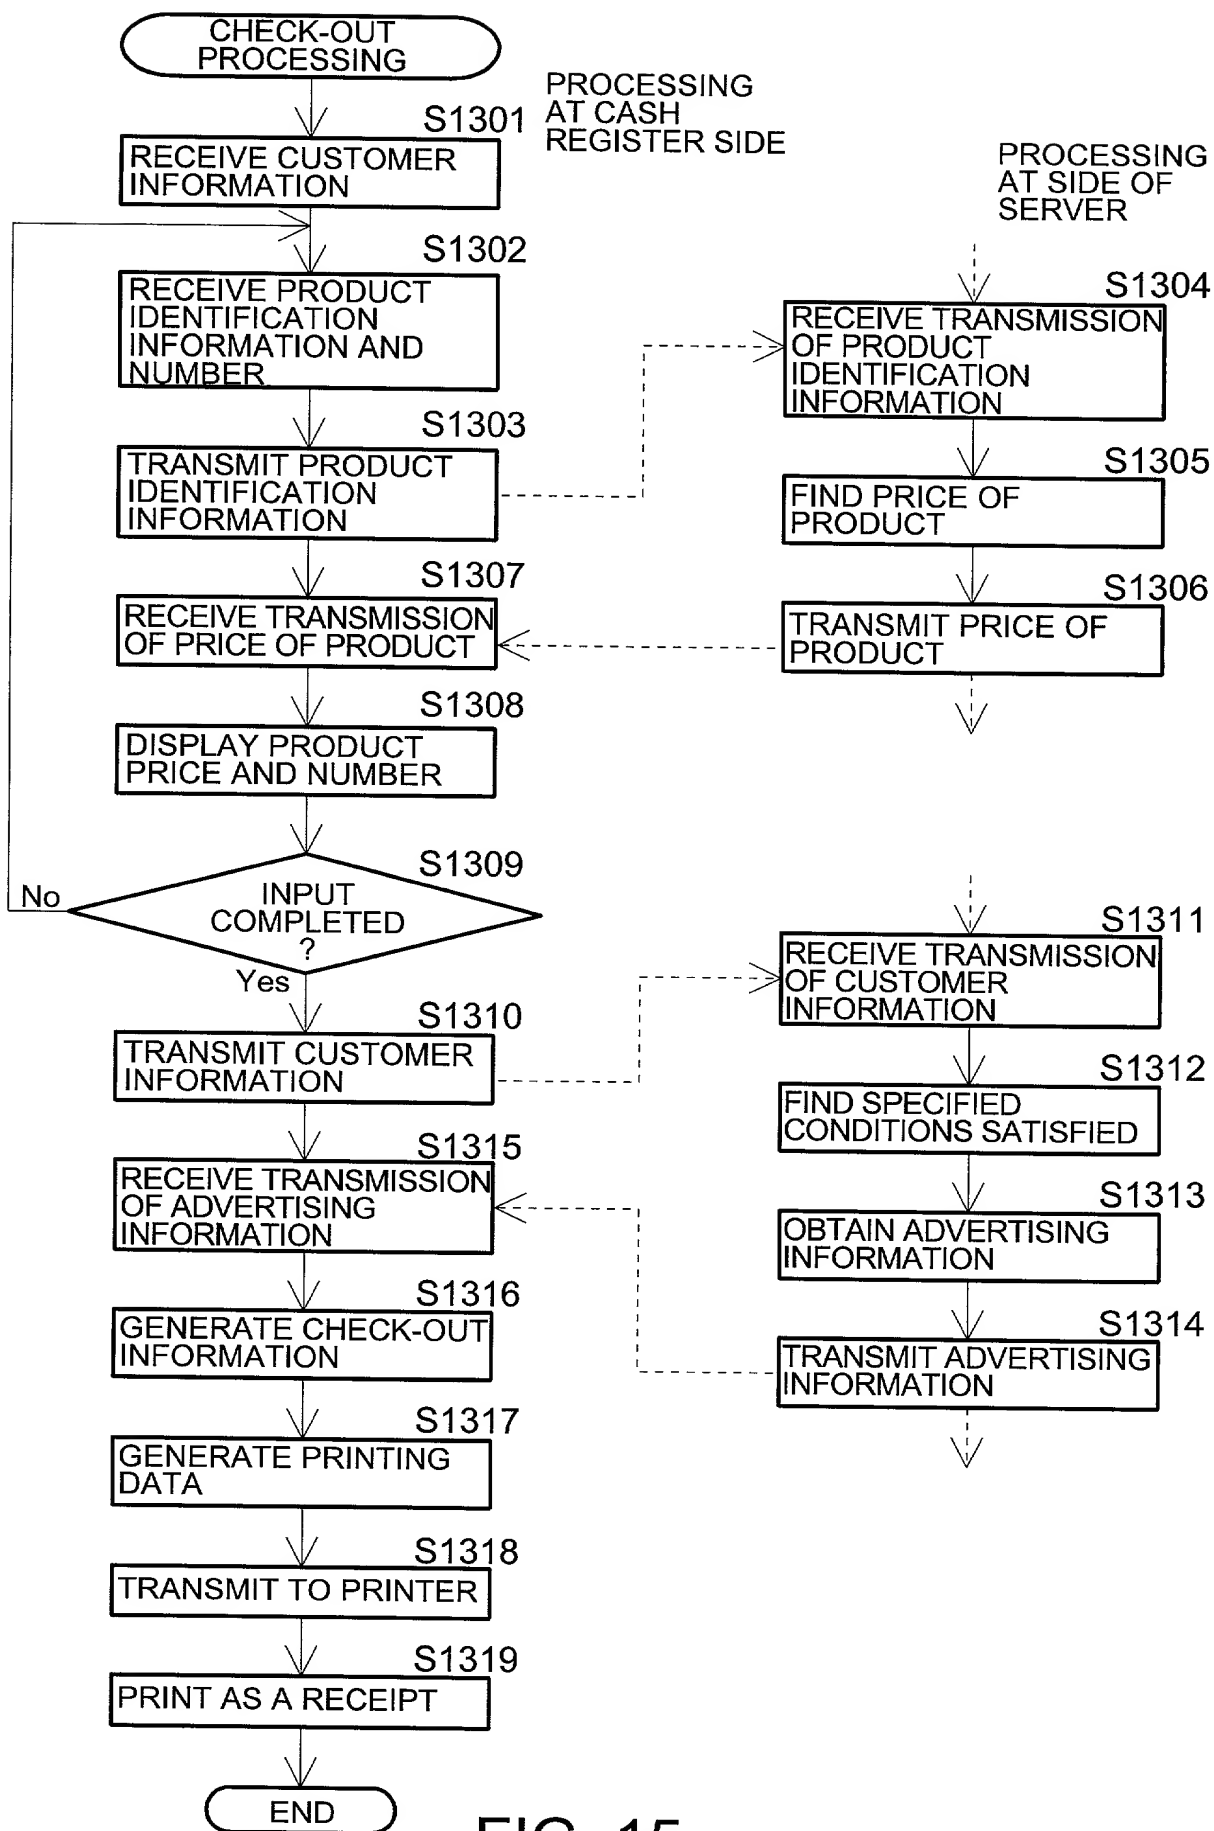 CHECK-OUT
PROCESSING
PROCESSING
AT CASH
REGISTER SIDE
S1301
RECEIVE CUSTOMER
INFORMATION
PROCESSING
AT SIDE OF
SERVER
S1302
RECEIVE PRODUCT
IDENTIFICATION
INFORMATION AND
NUMBER
S1304
RECEIVE TRANSMISSION
OF PRODUCT
IDENTIFICATION
INFORMATION
S1303
TRANSMIT PRODUCT
IDENTIFICATION
INFORMATION
S1305
FIND PRICE OF
PRODUCT
S1307
RECEIVE TRANSMISSION
OF PRICE OF PRODUCT
S1306
TRANSMIT PRICE OF
PRODUCT
S1308
DISPLAY PRODUCT
PRICE AND NUMBER
S1309
INPUT
COMPLETED
?
No
Yes
S1311
RECEIVE TRANSMISSION
OF CUSTOMER
INFORMATION
S1310
TRANSMIT CUSTOMER
INFORMATION
S1312
FIND SPECIFIED
CONDITIONS SATISFIED
S1315
RECEIVE TRANSMISSION
OF ADVERTISING
INFORMATION
S1313
OBTAIN ADVERTISING
INFORMATION
S1316
GENERATE CHECK-OUT
INFORMATION
S1314
TRANSMIT ADVERTISING
INFORMATION
S1317
GENERATE PRINTING
DATA
S1318
TRANSMIT TO PRINTER
S1319
PRINT AS A RECEIPT
END
FIG. 15